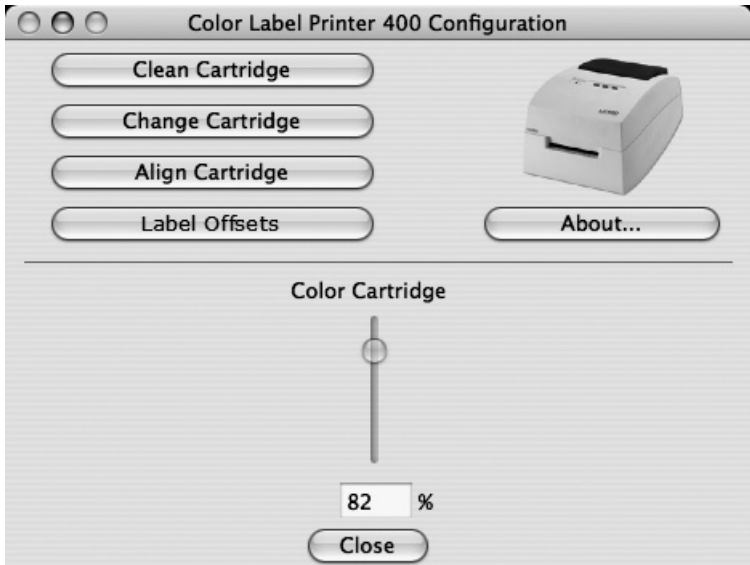 Color Label Printer 400 Configuration
Clean Cartridge
Change Cartridge
Align Cartridge
Label Offsets
About...
Color Cartridge
82 %
Close